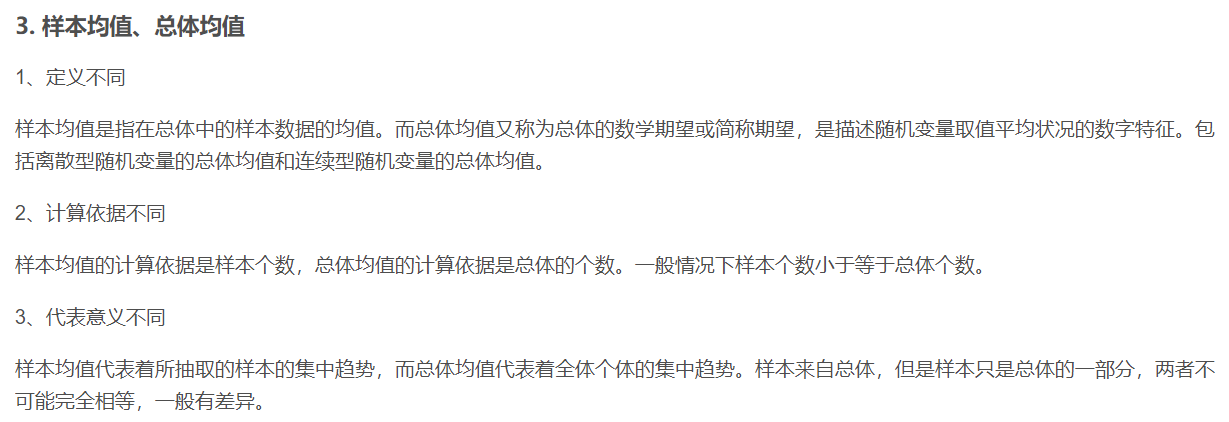 3. 样本均值、总体均值
1、定义不同
样本均值是指在总体中的样本数据的均值。而总体均值又称为总体的数学期望或简称期望，是描述随机变量取值平均状况的数字特征。包
括离散型随机变量的总体均值和连续型随机变量的总体均值。
2、计算依据不同
样本均值的计算依据是样本个数，总体均值的计算依据是总体的个数。一般情况下样本个数小于等于总体个数。
3、代表意义不同
样本均值代表着所抽取的样本的集中趋势，而总体均值代表着全体个体的集中趋势。样本来自总体，但是样本只是总体的一部分，两者不
可能完全相等，一般有差异。